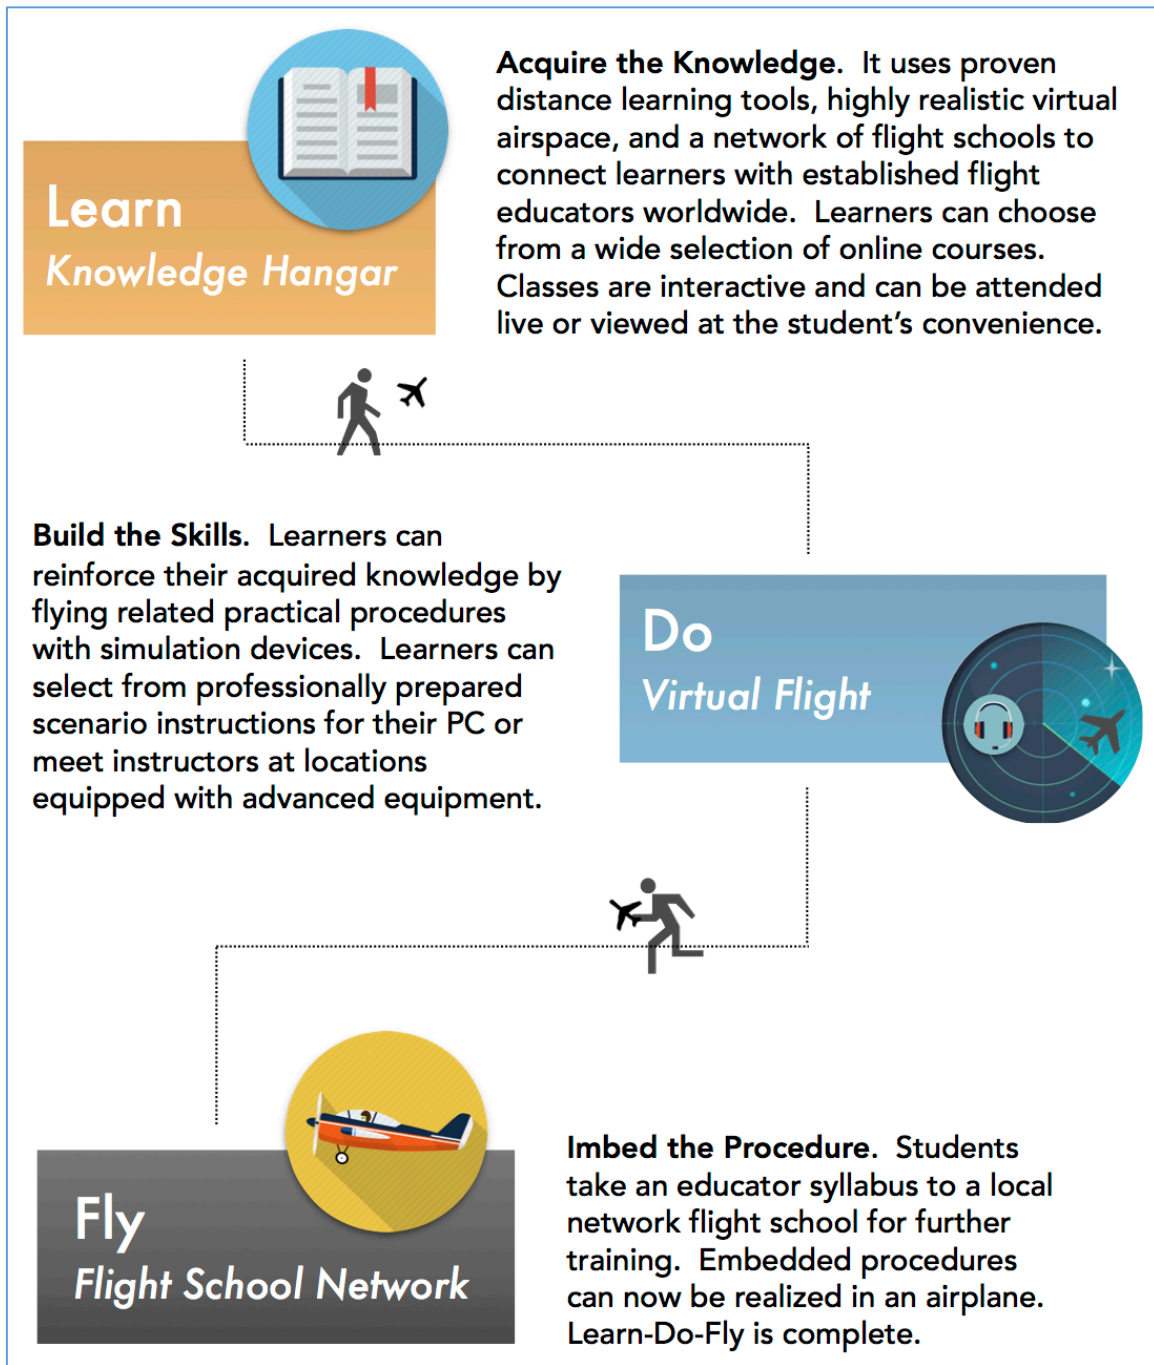 Learn
Knowledge Hangar
Acquire the Knowledge.  It uses proven
distance learning tools, highly realistic virtual
airspace, and a network of flight schools to
connect learners with established flight
educators worldwide.  Learners can choose
from a wide selection of online courses.
Classes are interactive and can be attended
live or viewed at the student’s convenience.
Build the Skills.  Learners can
reinforce their acquired knowledge by
flying related practical procedures
with simulation devices.  Learners can
select from professionally prepared
scenario instructions for their PC or
meet instructors at locations
equipped with advanced equipment.
Do
Virtual Flight
Fly
Flight School Network
Imbed the Procedure.  Students
take an educator syllabus to a local
network flight school for further
training.  Embedded procedures
can now be realized in an airplane.
Learn-Do-Fly is complete.